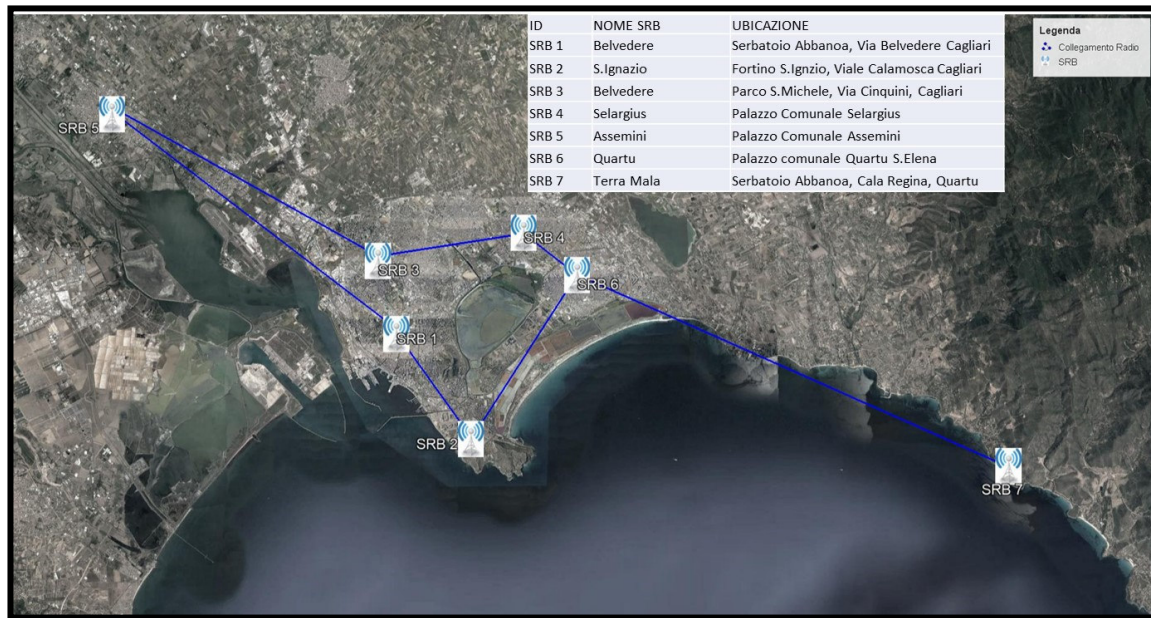 ID NOME SRB UBICAZIONE
SRB 1 Belvedere Serbatoio Abbanoa, Via Belvedere Cagliari
SRB 2 S.Ignazio Fortino S.Ignzio, Viale Calamosca Cagliari
SRB 3 Belvedere Parco S.Michele, Via Cinquini, Cagliari
SRB 4 Selargius Palazzo Comunale Selargius
SRB 5 Assemini Palazzo Comunale Assemini
SRB 6 Quartu Palazzo comunale Quartu S.Elena
SRB 7 Terra Mala Serbatoio Abbanoa, Cala Regina, Quartu
Legenda
Collegamento Radio
SRB
SRB 5
SRB 4
SRB 3
SRB 6
SRB 1
SRB 2
SRB 7